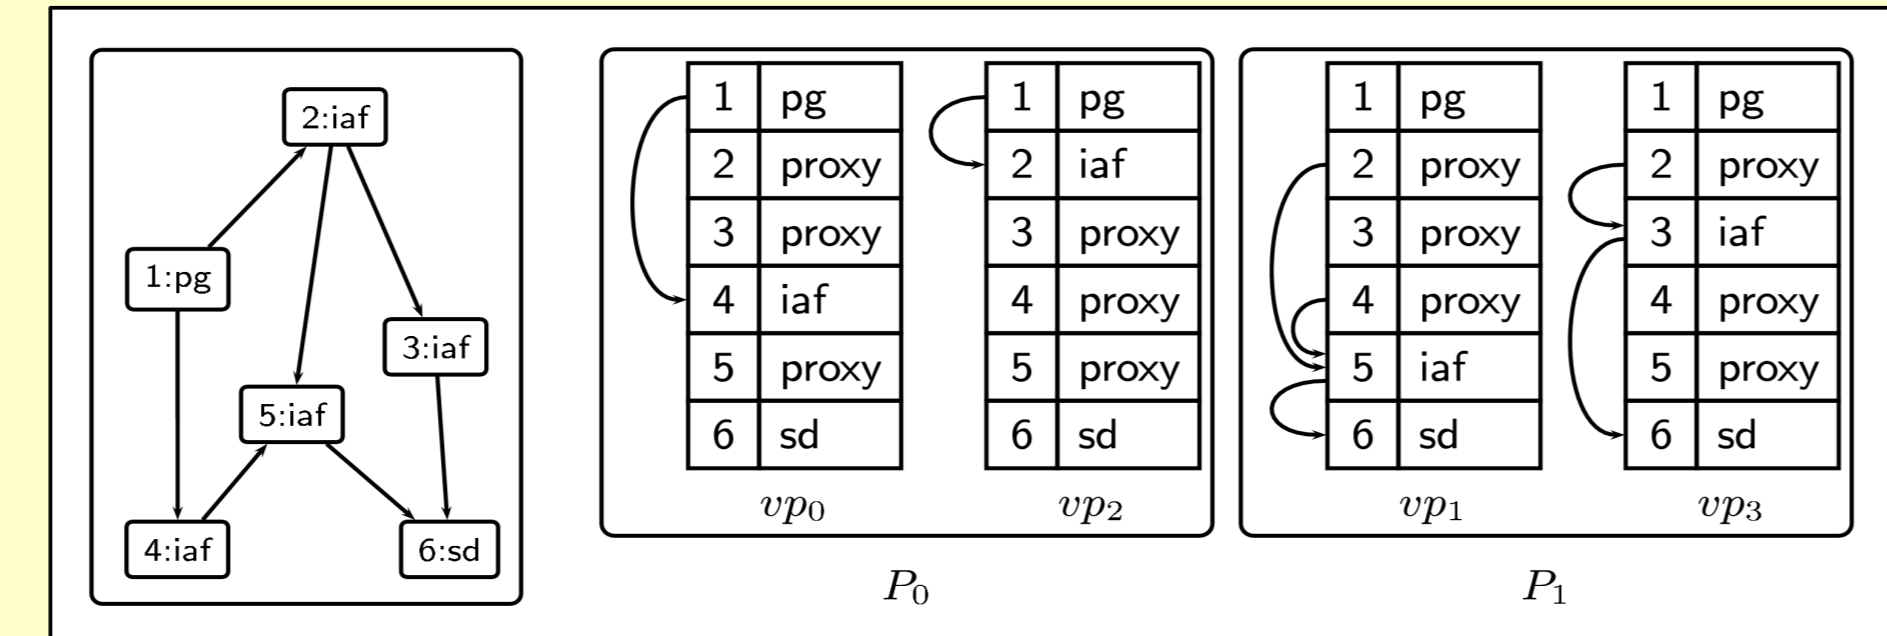 2:iaf
1:pg
3:iaf
5:iaf
4:iaf
6:sd
1 pg
2 proxy
3 proxy
4 iaf
5 proxy
6 sd
vp0
1 pg
2 iaf
3 proxy
4 proxy
5 proxy
6 sd
vp2
P0
1 pg
2 proxy
3 proxy
4 proxy
5 iaf
6 sd
vp1
1 pg
2 proxy
3 iaf
4 proxy
5 proxy
6 sd
vp3
P1